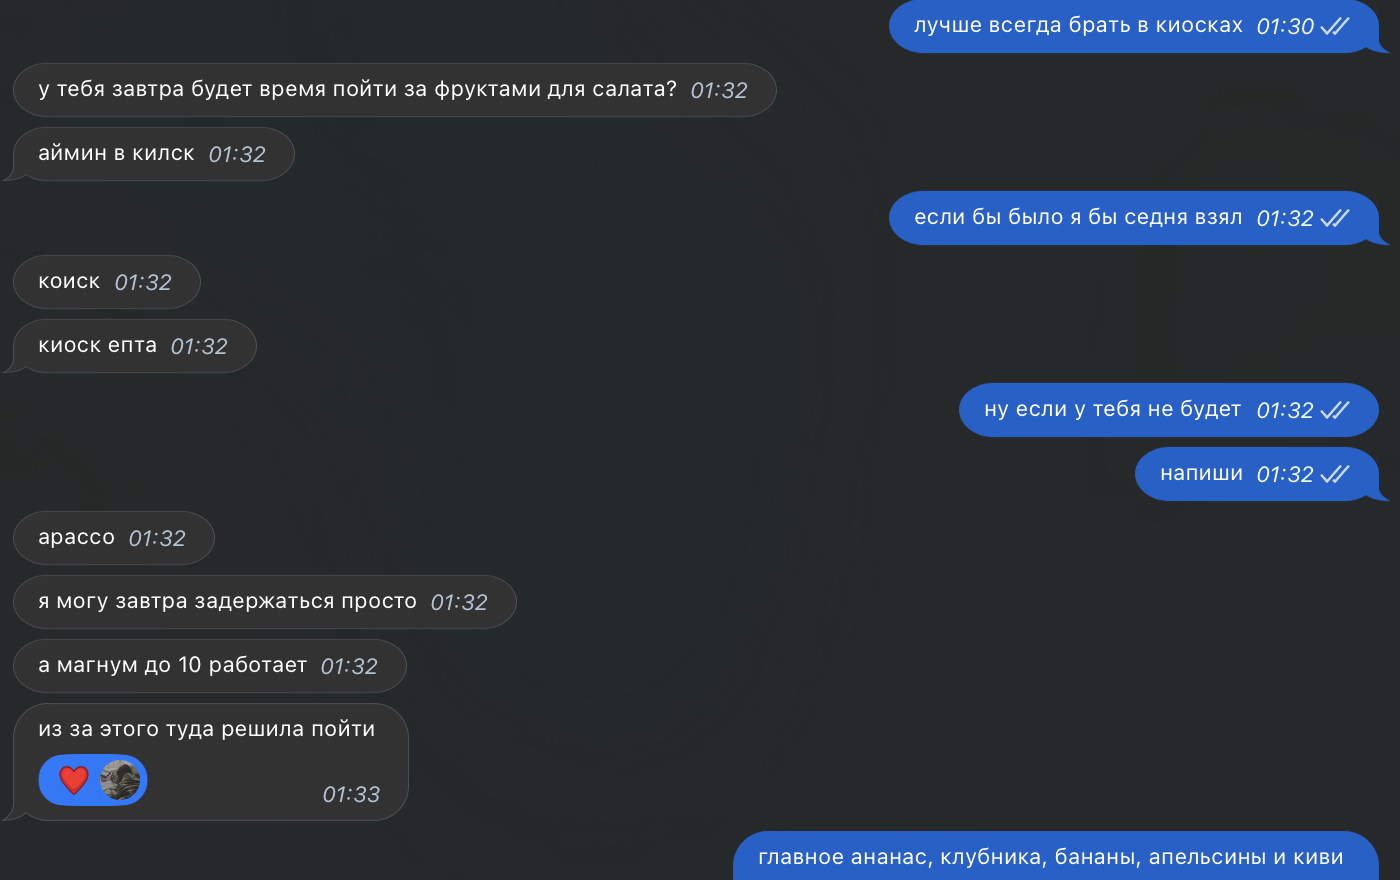 лучше всегда брать в киосках 01:30
у тебя завтра будет время пойти за фруктами для салата? 01:32
аймин в килск 01:32
если бы было я бы седня взял 01:32
коиск 01:32
киоск епта 01:32
ну если у тебя не будет 01:32
напиши 01:32
арассо 01:32
я могу завтра задержаться просто 01:32
а магнум до 10 работает 01:32
из за этого туда решила пойти
01:33
главное ананас, клубника, бананы, апельсины и киви